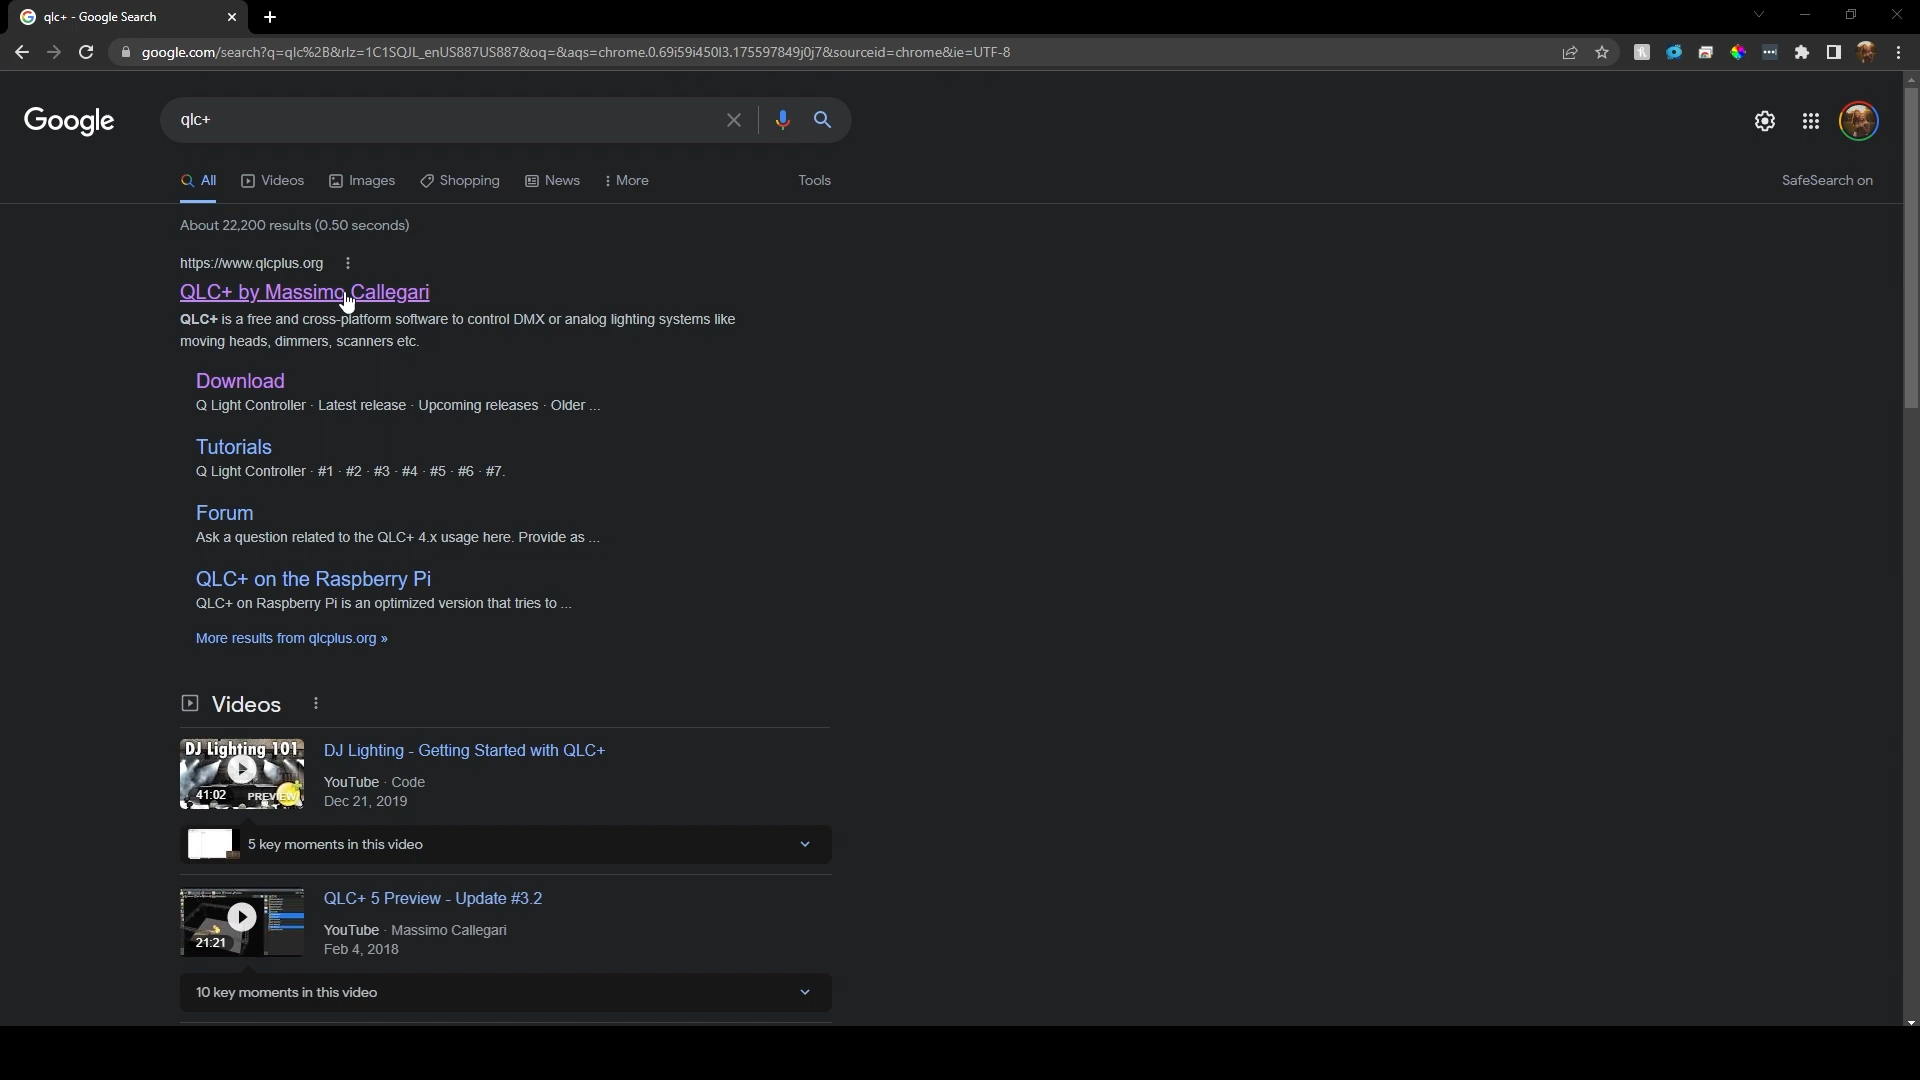 qlc+ - Google Search
google.com/search?q=qlc%2B&rlz=1C1SQJL_enUS887US887&oq=&aqs=chrome.0.69i59i450l3.175597849j0j7&sourceid=chrome&ie=UTF-8
Google
qlc+
All Videos Images Shopping News More Tools SafeSearch on
About 22,200 results (0.50 seconds)
https://www.qlcplus.org
QLC+ by Massimo Callegari
QLC+ is a free and cross-platform software to control DMX or analog lighting systems like
moving heads, dimmers, scanners etc.
Download
Q Light Controller · Latest release · Upcoming releases · Older ...
Tutorials
Q Light Controller · #1 · #2 · #3 · #4 · #5 · #6 · #7.
Forum
Ask a question related to the QLC+ 4.x usage here. Provide as ...
QLC+ on the Raspberry Pi
QLC+ on Raspberry Pi is an optimized version that tries to ...
More results from qlcplus.org »
Videos
DJ Lighting 101
41:02 PREVIEW
DJ Lighting - Getting Started with QLC+
YouTube · Code
Dec 21, 2019
5 key moments in this video
21:21
QLC+ 5 Preview - Update #3.2
YouTube · Massimo Callegari
Feb 4, 2018
10 key moments in this video